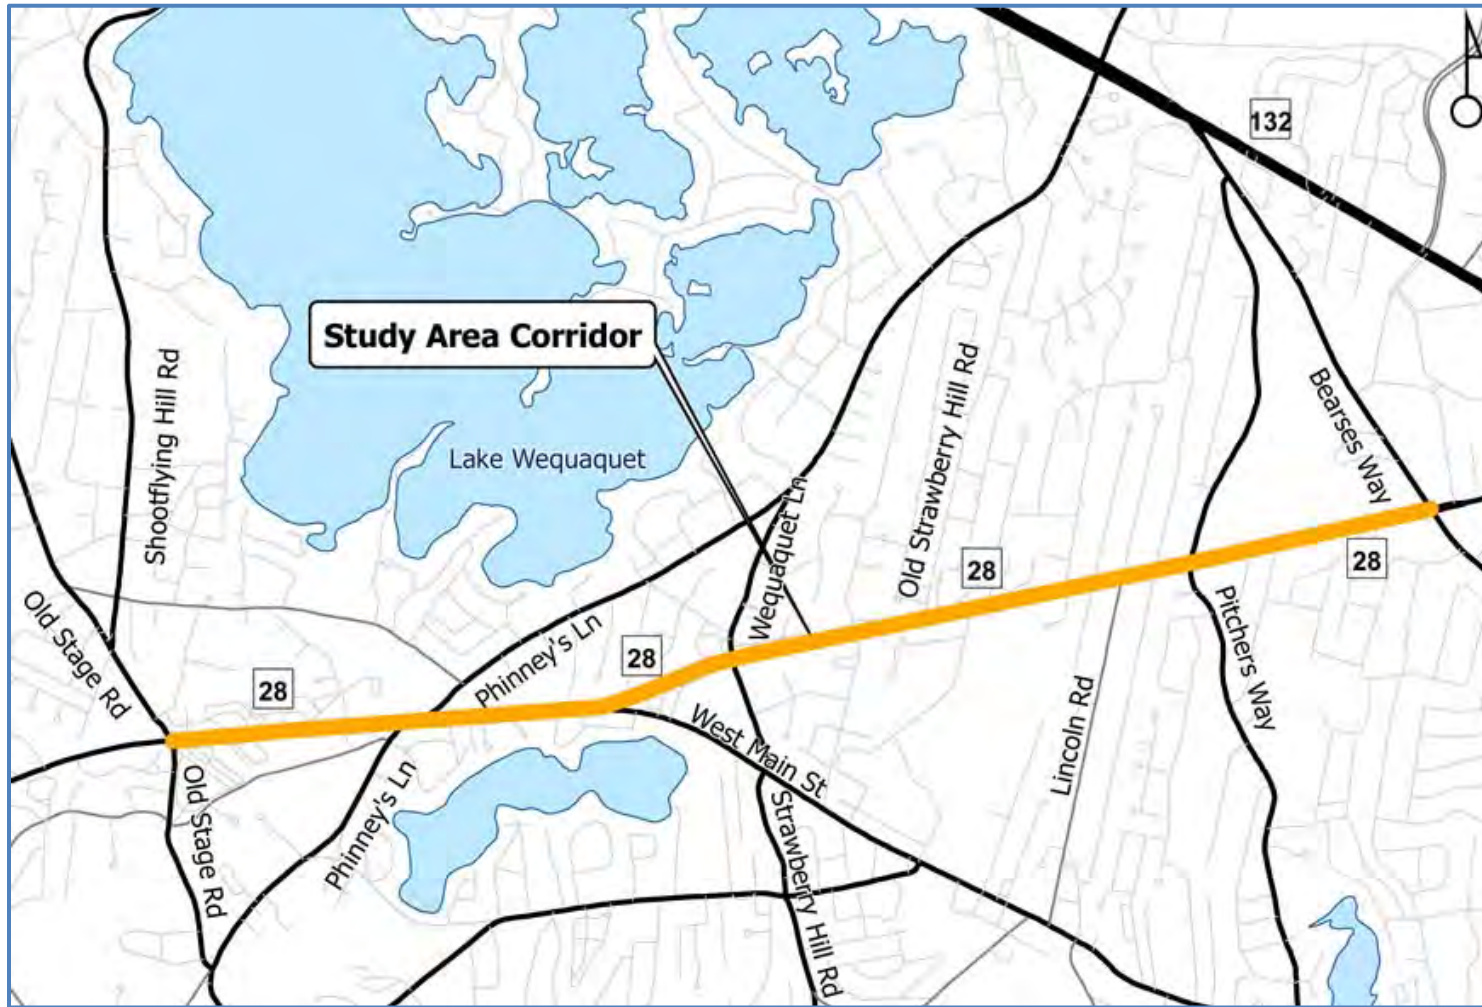 N
132
Study Area Corridor
Shootflying Hill Rd
Lake Wequaquet
Old Strawberry Hill Rd
Bearses Way
Wequaquet Ln
28
28
Old Stage Rd
Phinney's Ln
28
28
Pitchers Way
West Main St
Lincoln Rd
Old Stage Rd
Phinney's Ln
Strawberry Hill Rd